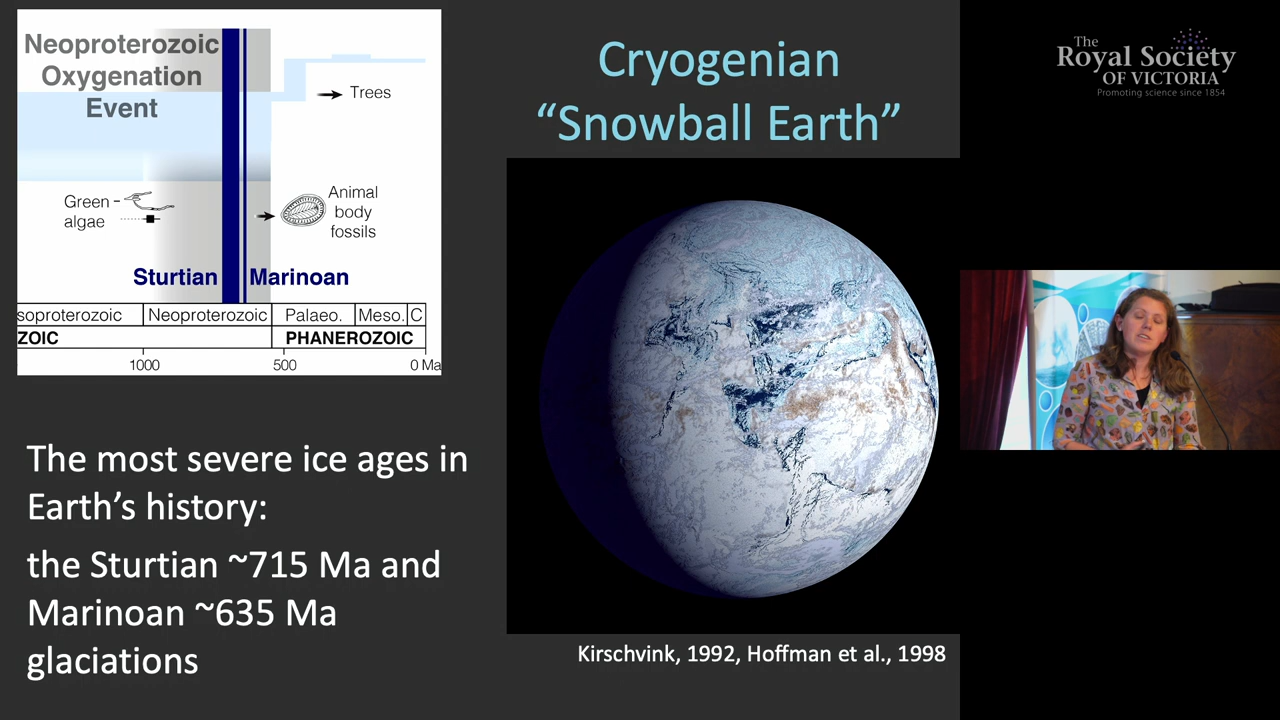 Neoproterozoic
Oxygenation
Event
Trees
Green
algae
Animal
body
fossils
Sturtian
Marinoan
soproterozoic
Neoproterozoic
Palaeo.
Meso.
C
ZOIC
PHANEROZOIC
1000
500
0 Ma
Cryogenian
“Snowball Earth”
The most severe ice ages in
Earth’s history:
the Sturtian ~715 Ma and
Marinoan ~635 Ma
glaciations
Kirschvink, 1992, Hoffman et al., 1998
The
Royal Society
OF VICTORIA
Promoting science since 1854